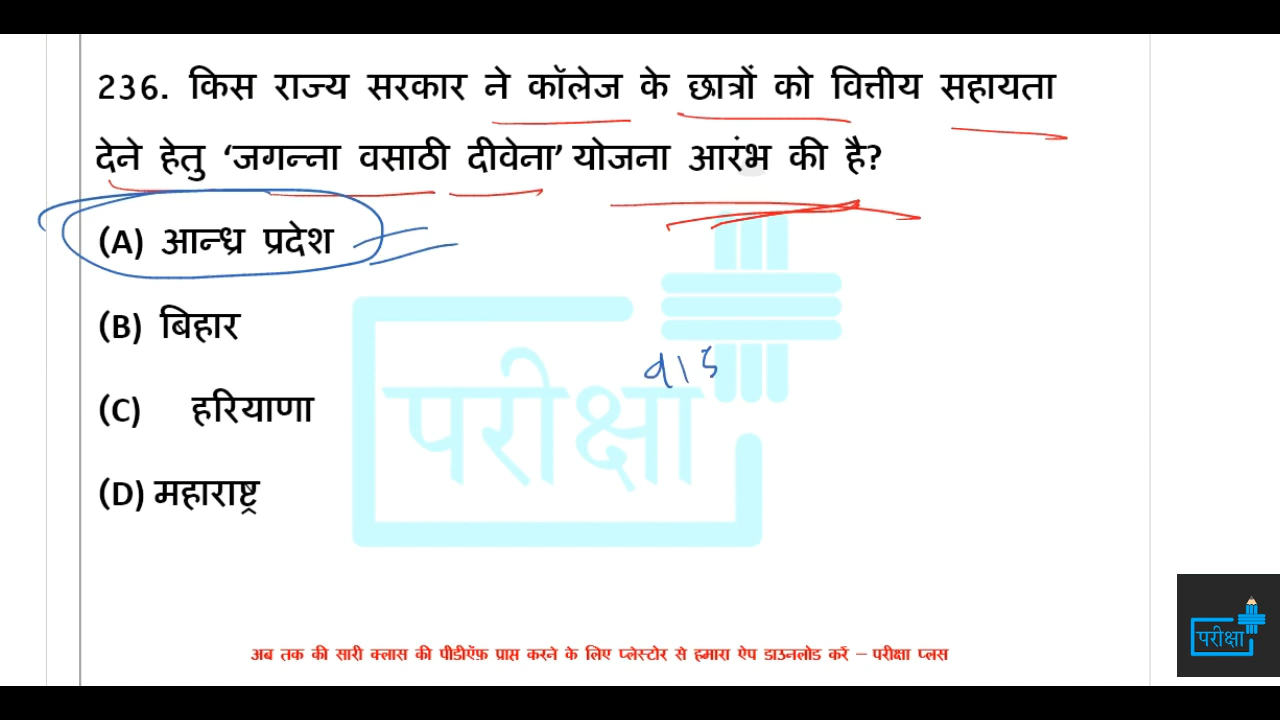 236. किस राज्य सरकार ने कॉलेज के छात्रों को वित्तीय सहायता
देने हेतु ‘जगन्ना वसाठी दीवेना’ योजना आरंभ की है?
(A) आन्ध्र प्रदेश
(B) बिहार
(C) हरियाणा
(D) महाराष्ट्र
परीक्षा
परीक्षा
अब तक की सारी क्लास की पीडीऍफ़ प्राप्त करने के लिए प्लेस्टोर से हमारा ऐप डाउनलोड करें – परीक्षा प्लस